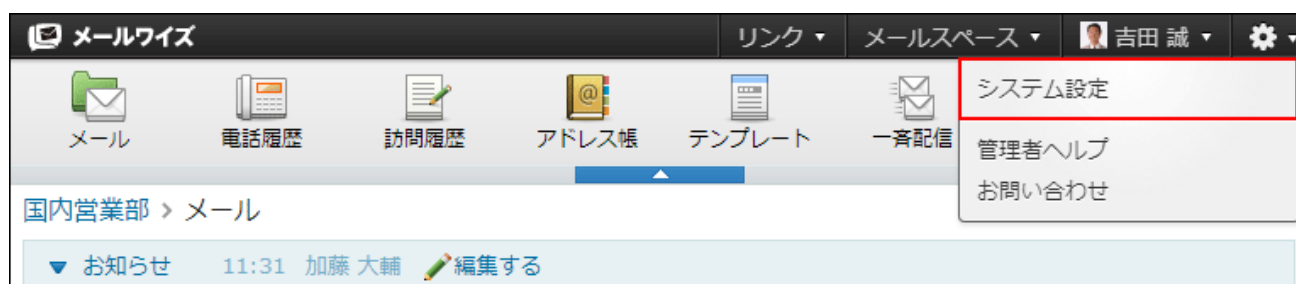 メールワイズ リンク メールスペース 吉田 誠
システム設定
メール 電話履歴 訪問履歴 アドレス帳 テンプレート 一斉配信
管理者ヘルプ
お問い合わせ
国内営業部 > メール
お知らせ 11:31 加藤 大輔 編集する